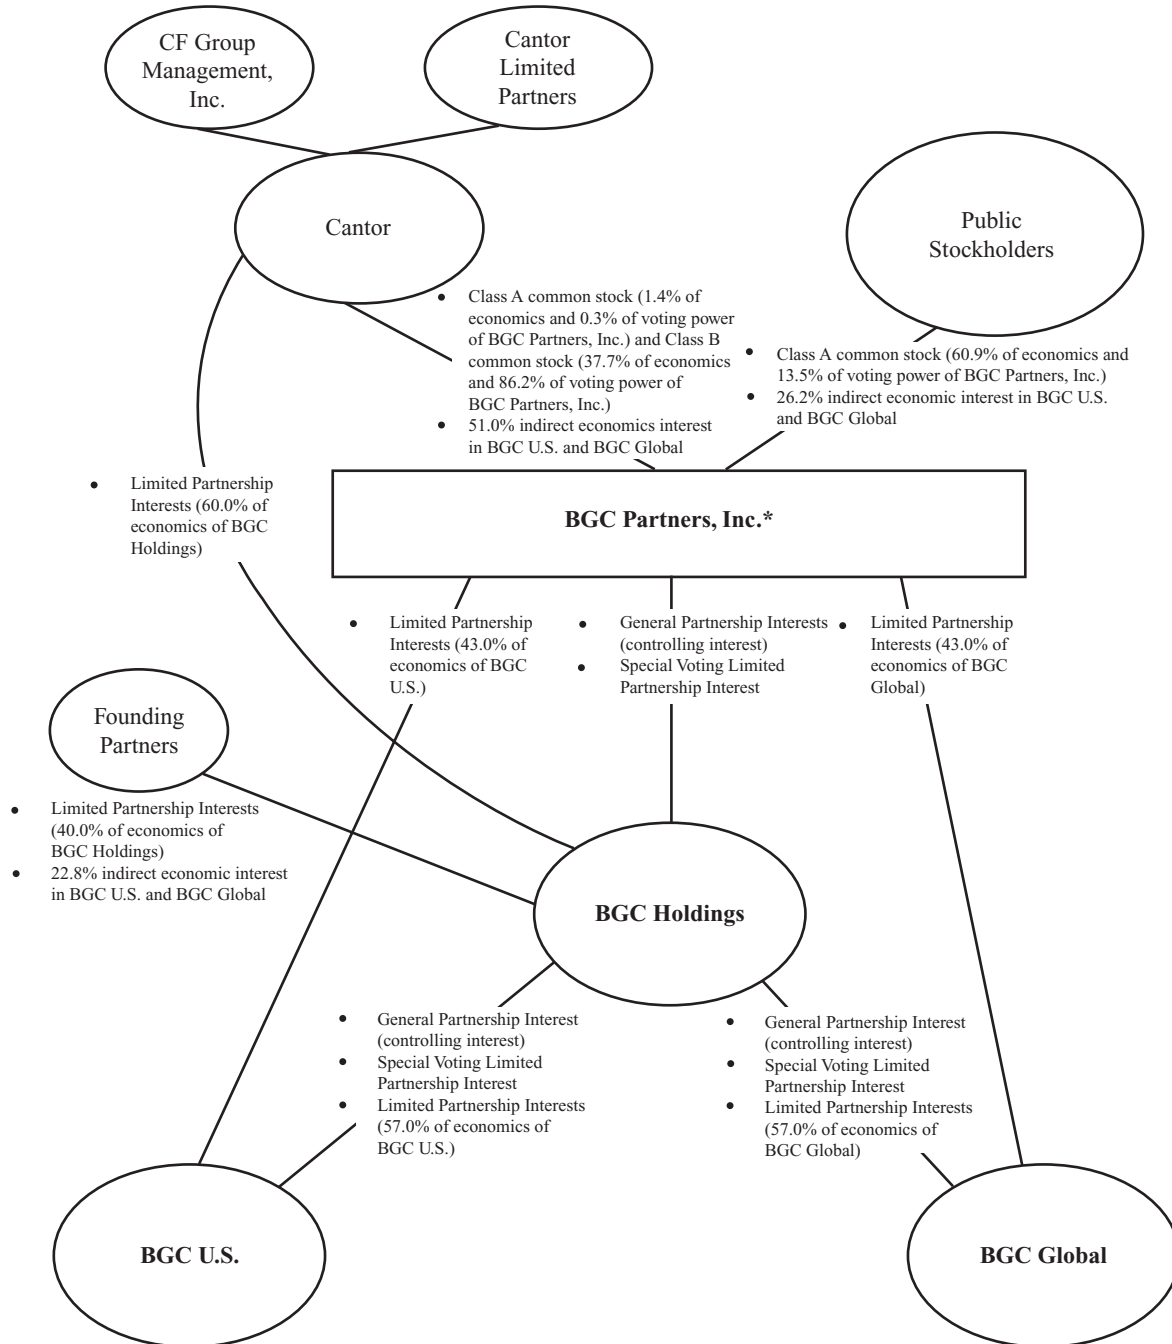 CF Group
Management,
Inc.
Cantor
Limited
Partners
Cantor
Public
Stockholders
• Class A common stock (1.4% of
economics and 0.3% of voting power
of BGC Partners, Inc.) and Class B
common stock (37.7% of economics
and 86.2% of voting power of
BGC Partners, Inc.)
• 51.0% indirect economics interest
in BGC U.S. and BGC Global
• Class A common stock (60.9% of economics and
13.5% of voting power of BGC Partners, Inc.)
• 26.2% indirect economic interest in BGC U.S.
and BGC Global
• Limited Partnership
Interests (60.0% of
economics of BGC
Holdings)
BGC Partners, Inc.*
• Limited Partnership
Interests (43.0% of
economics of BGC
U.S.)
• General Partnership Interests
(controlling interest)
• Special Voting Limited
Partnership Interest
• Limited Partnership
Interests (43.0% of
economics of BGC
Global)
Founding
Partners
• Limited Partnership Interests
(40.0% of economics of
BGC Holdings)
• 22.8% indirect economic interest
in BGC U.S. and BGC Global
BGC Holdings
• General Partnership Interest
(controlling interest)
• Special Voting Limited
Partnership Interest
• Limited Partnership Interests
(57.0% of economics of
BGC U.S.)
• General Partnership Interest
(controlling interest)
• Special Voting Limited
Partnership Interest
• Limited Partnership Interests
(57.0% of economics of
BGC Global)
BGC U.S.
BGC Global